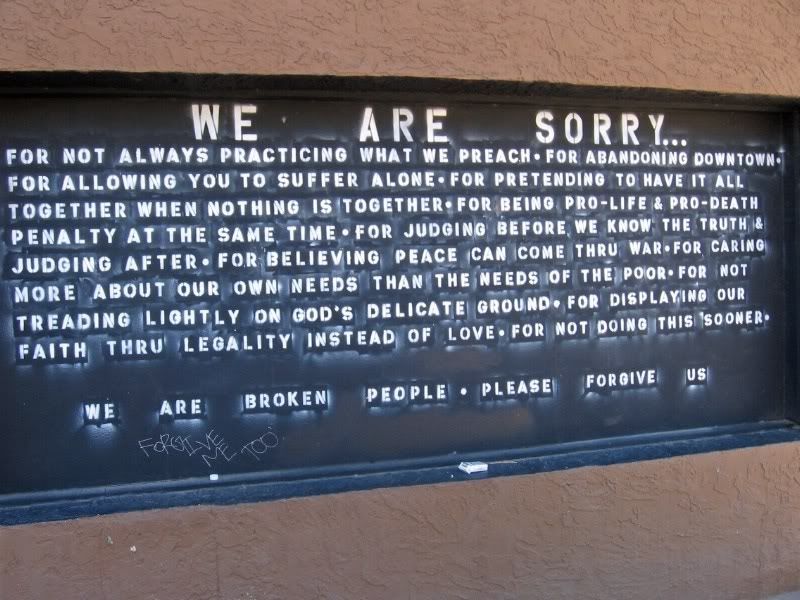 WE ARE SORRY...
FOR NOT ALWAYS PRACTICING WHAT WE PREACH • FOR ABANDONING DOWNTOWN •
FOR ALLOWING YOU TO SUFFER ALONE • FOR PRETENDING TO HAVE IT ALL
TOGETHER WHEN NOTHING IS TOGETHER • FOR BEING PRO-LIFE & PRO-DEATH
PENALTY AT THE SAME TIME • FOR JUDGING BEFORE WE KNOW THE TRUTH &
JUDGING AFTER • FOR BELIEVING PEACE CAN COME THRU WAR • FOR CARING
MORE ABOUT OUR OWN NEEDS THAN THE NEEDS OF THE POOR • FOR NOT
TREADING LIGHTLY ON GOD'S DELICATE GROUND • FOR DISPLAYING OUR
FAITH THRU LEGALITY INSTEAD OF LOVE • FOR NOT DOING THIS SOONER •
WE ARE BROKEN PEOPLE • PLEASE FORGIVE US
FORGIVE
ME TOO